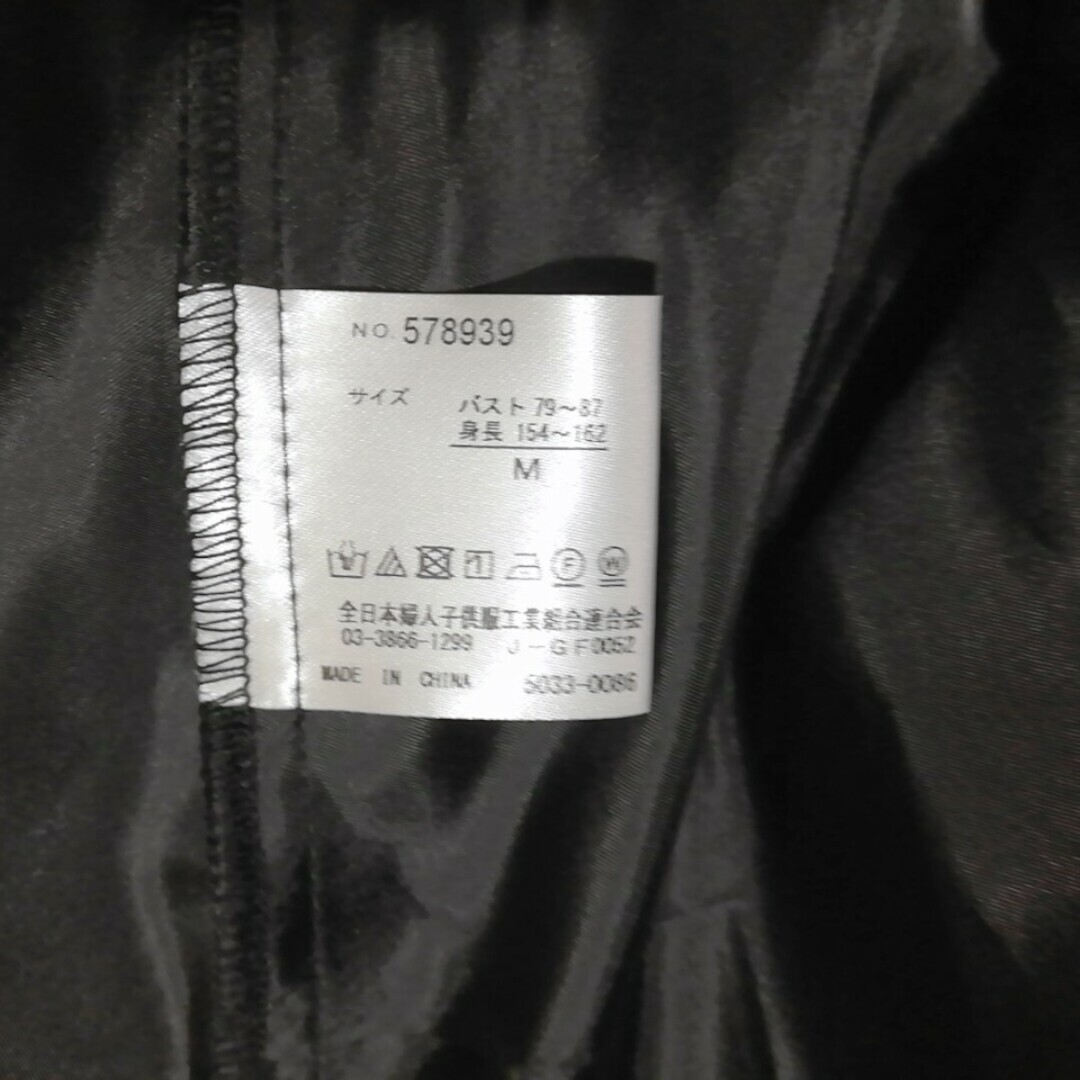 NO. 578939
サイズ バスト 79〜87
身長 154〜162
M
F W
全日本婦人子供服工業組合連合会
03-3866-1299 J-GF0052
MADE IN CHINA 5033-0086